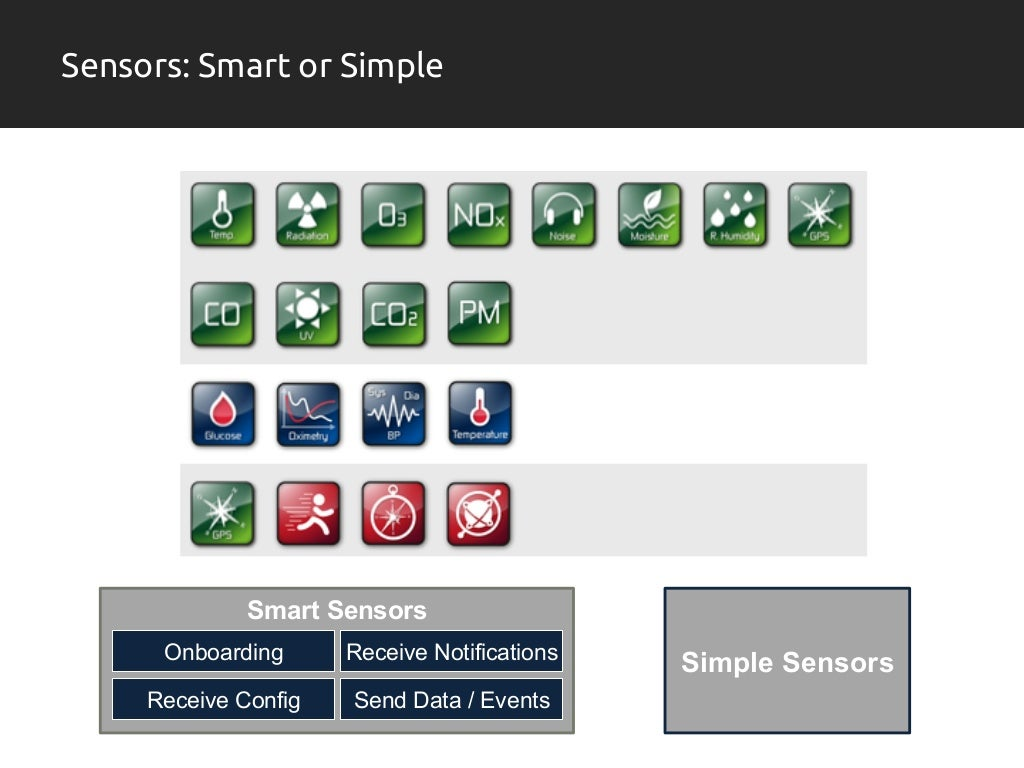 Sensors: Smart or Simple
Temp. Radiation O3 NOx Noise Moisture R. Humidity GPS
CO UV CO2 PM
Glucose Oximetry Sys Dia BP Temperature
GPS
Smart Sensors
Onboarding Receive Notifications
Receive Config Send Data / Events
Simple Sensors